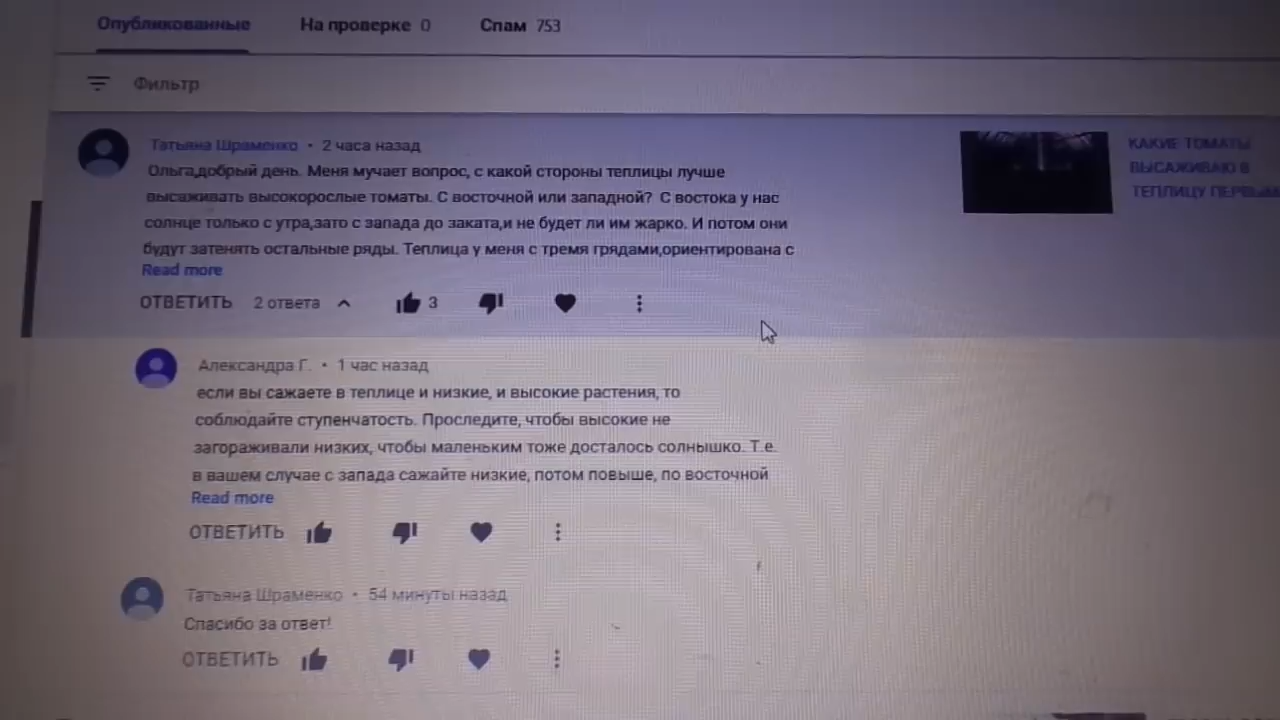 Опубликованные На проверке 0 Спам 753
Фильтр
Татьяна Шраменко • 2 часа назад
Ольга,добрый день. Меня мучает вопрос, с какой стороны теплицы лучше
высаживать высокорослые томаты. С восточной или западной? С востока у нас
солнце только с утра,зато с запада до заката,и не будет ли им жарко. И потом они
будут затенять остальные ряды. Теплица у меня с тремя грядами,ориентирована с
Read more
ОТВЕТИТЬ 2 ответа 3
КАКИЕ ТОМАТЫ
ВЫСАЖИВАЮ В
ТЕПЛИЦУ ПЕРВЫМ
Александра Г. • 1 час назад
если вы сажаете в теплице и низкие, и высокие растения, то
соблюдайте ступенчатость. Проследите, чтобы высокие не
загораживали низких, чтобы маленьким тоже досталось солнышко. Т.е.
в вашем случае с запада сажайте низкие, потом повыше, по восточной
Read more
ОТВЕТИТЬ
Татьяна Шраменко • 54 минуты назад
Спасибо за ответ!
ОТВЕТИТЬ